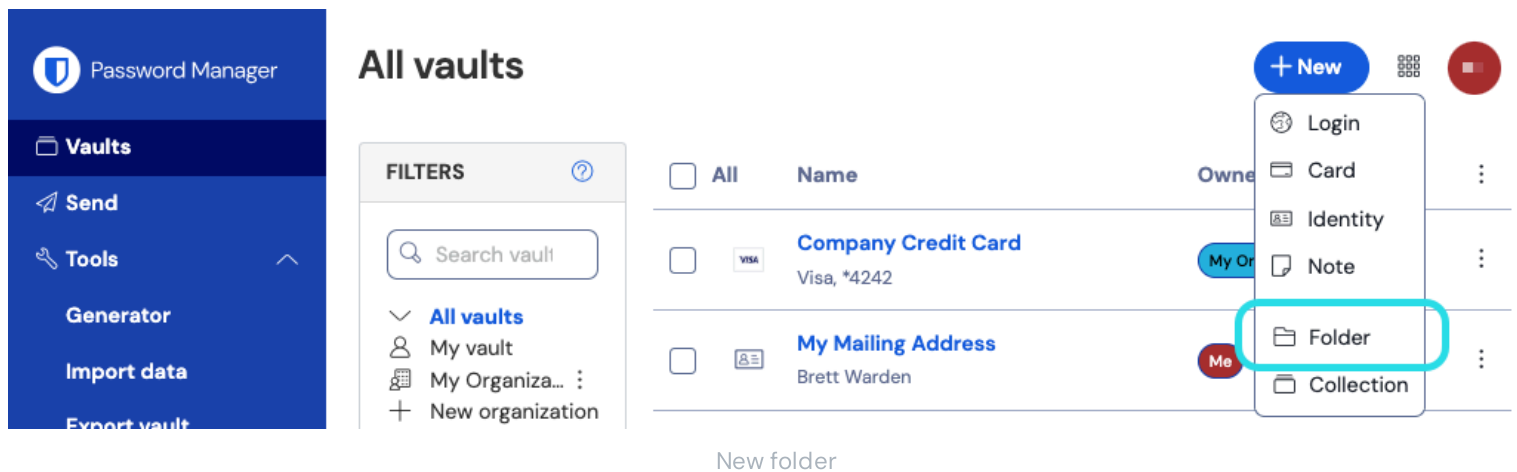 Password Manager
Vaults
Send
Tools
Generator
Import data
Export vault
All vaults
New
FILTERS
Search vault
All vaults
My vault
My Organiza...
New organization
All Name Owne
VISA
Company Credit Card
Visa, *4242
My Or
My Mailing Address
Brett Warden
Me
Login
Card
Identity
Note
Folder
Collection
New folder